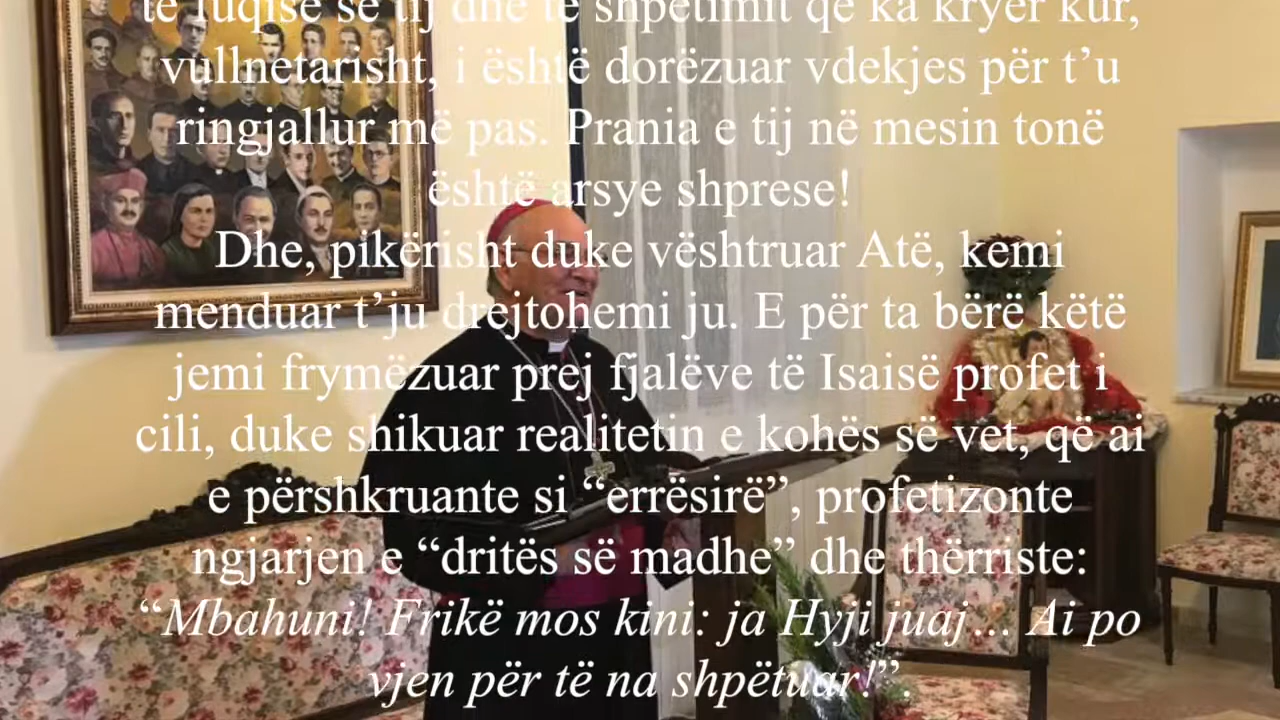 të fuqisë së tij dhe të shpëtimit që ka kryer kur,
vullnetarisht, i është dorëzuar vdekjes për t’u
ringjallur më pas. Prania e tij në mesin tonë
është arsye shprese!
Dhe, pikërisht duke vështruar Atë, kemi
menduar t’ju drejtohemi ju. E për ta bërë këtë
jemi frymëzuar prej fjalëve të Isaisë profet i
cili, duke shikuar realitetin e kohës së vet, që ai
e përshkruante si “errësirë”, profetizonte
ngjarjen e “dritës së madhe” dhe thërriste:
“Mbahuni! Frikë mos kini: ja Hyji juaj… Ai po
vjen për të na shpëtuar!”.